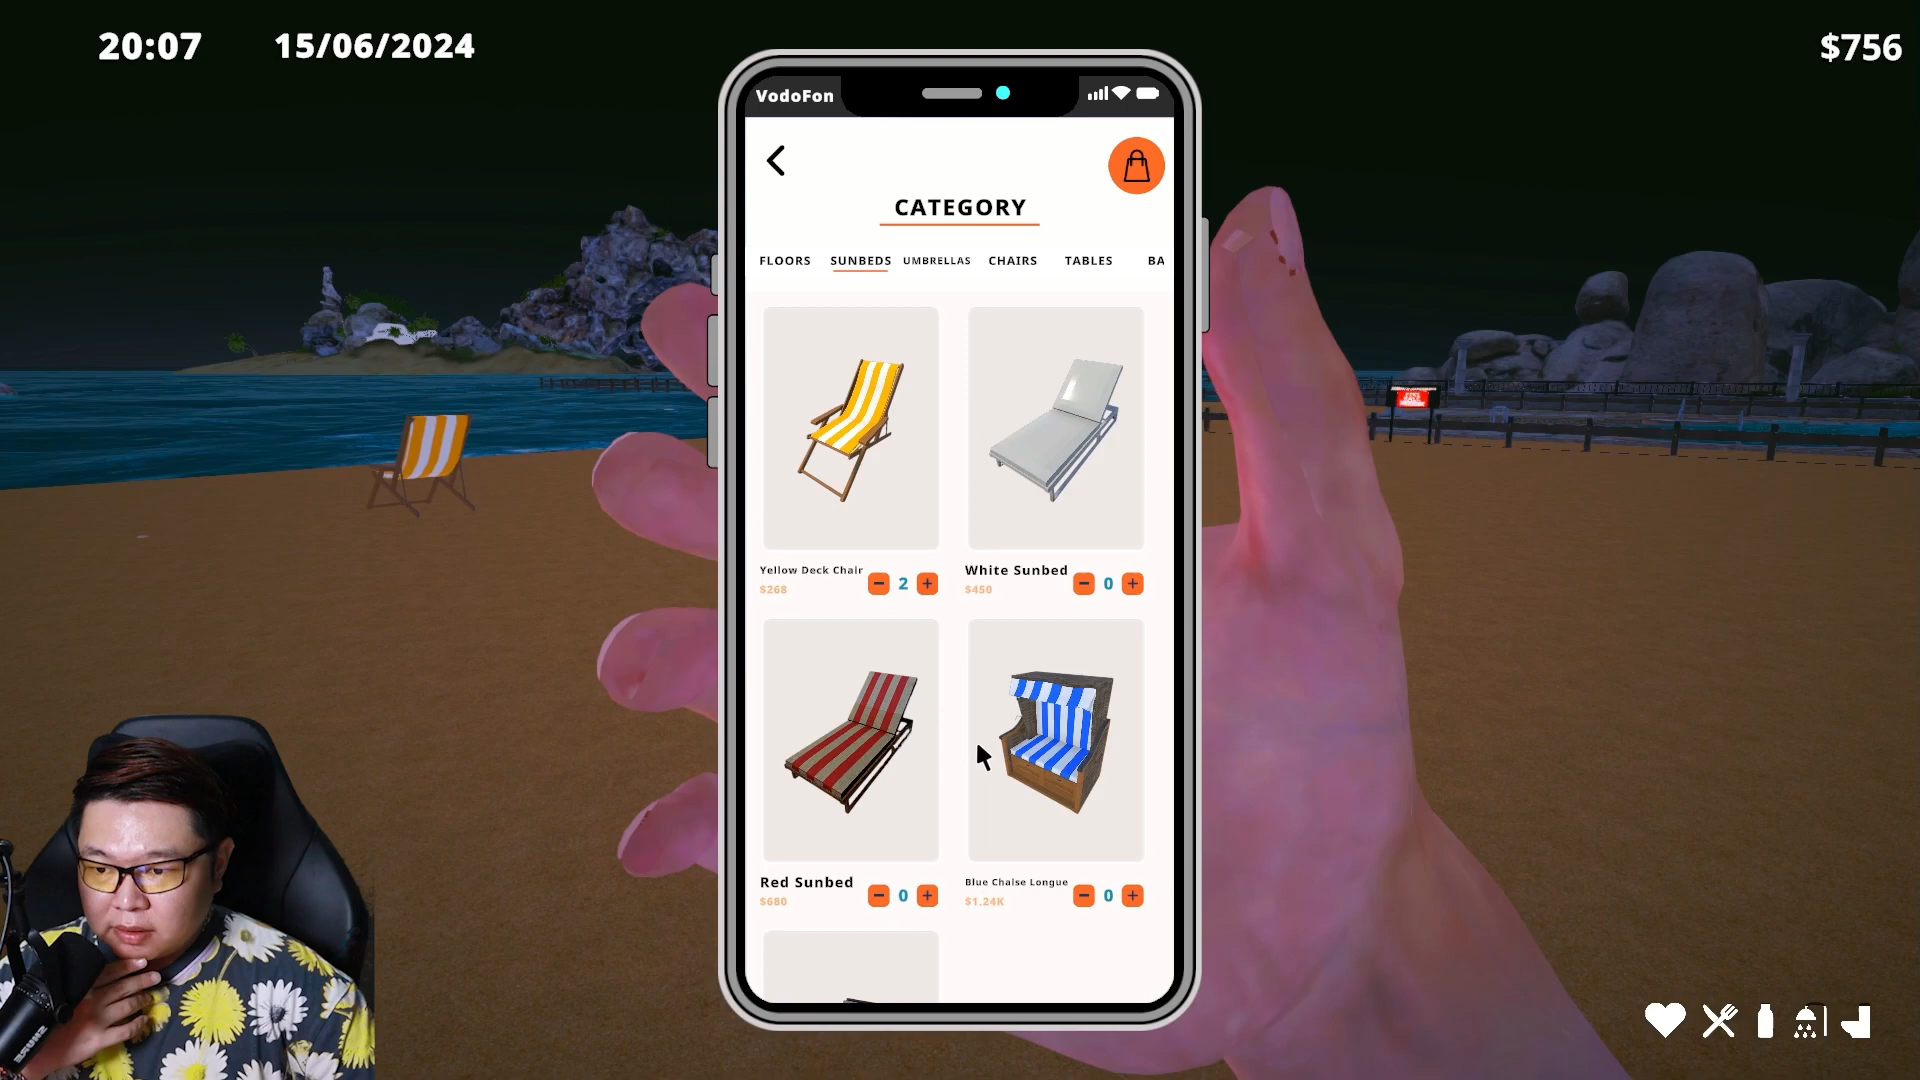 20:07
15/06/2024
$756
VodoFon
CATEGORY
FLOORS SUNBEDS UMBRELLAS CHAIRS TABLES BA
Yellow Deck Chair
$268
- 2 +
White Sunbed
$450
- 0 +
Red Sunbed
$680
- 0 +
Blue Chaise Longue
$1.24K
- 0 +